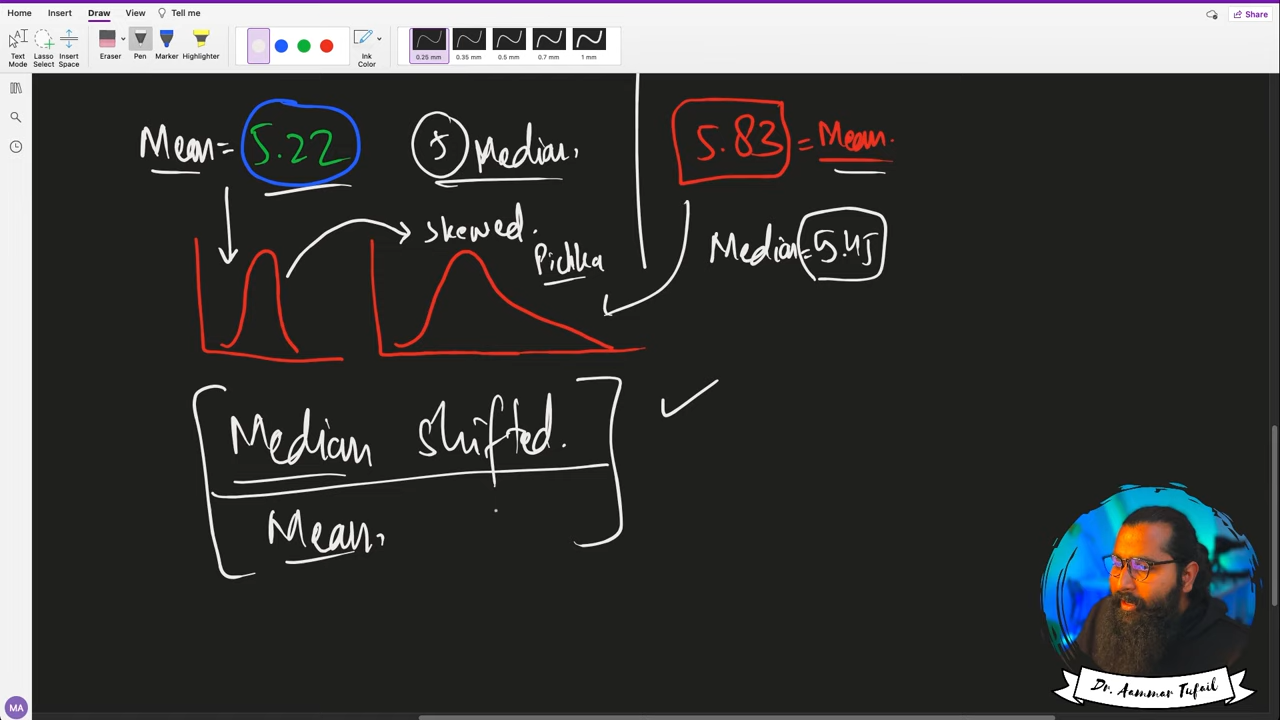 Home Insert Draw View Tell me
Share
Text Mode
Lasso Select
Insert Space
Eraser
Pen
Marker
Highlighter
Ink Color
0.25 mm
0.35 mm
0.5 mm
0.7 mm
1 mm
Mean = 5.22
5 Median,
5.83 = Mean.
skewed.
Pichka
Median = 5.45
Median shifted.
Mean,
MA
Dr. Aammar Tufail